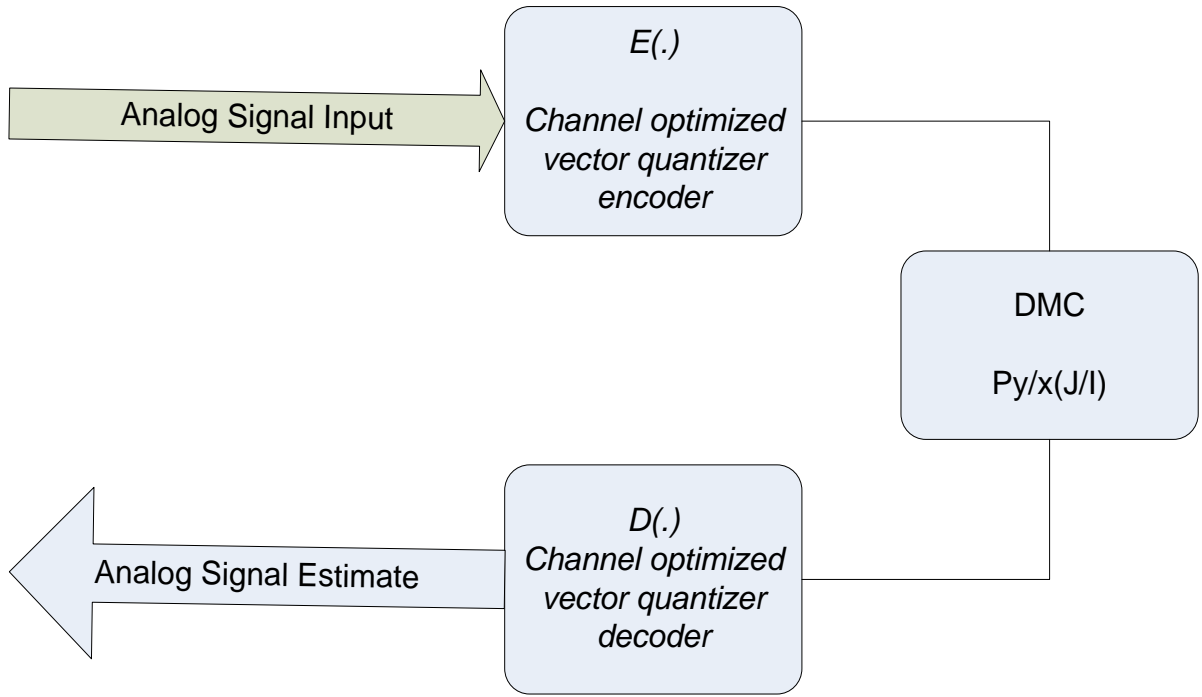 Analog Signal Input
E(.)
Channel optimized
vector quantizer
encoder
DMC
Py/x(J/I)
D(.)
Channel optimized
vector quantizer
decoder
Analog Signal Estimate